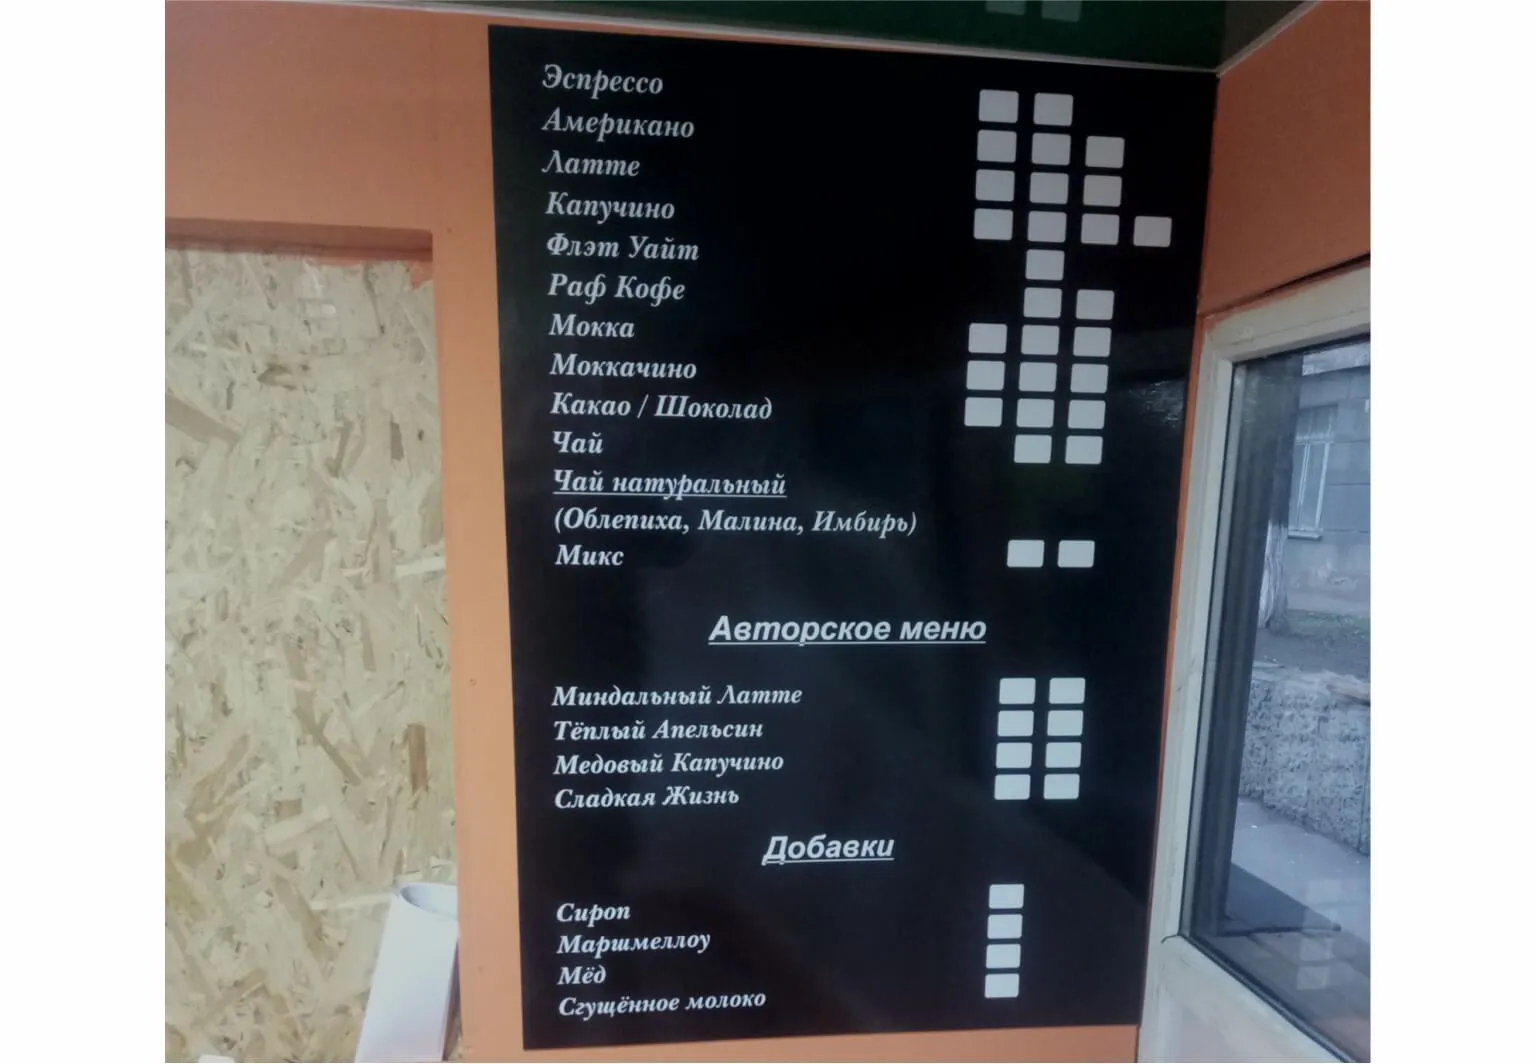 Эспрессо
Американо
Латте
Капучино
Флэт Уайт
Раф Кофе
Мокка
Моккачино
Какао / Шоколад
Чай
Чай натуральный
(Облепиха, Малина, Имбирь)
Микс
Авторское меню
Миндальный Латте
Тёплый Апельсин
Медовый Капучино
Сладкая Жизнь
Добавки
Сироп
Маршмеллоу
Мёд
Сгущённое молоко